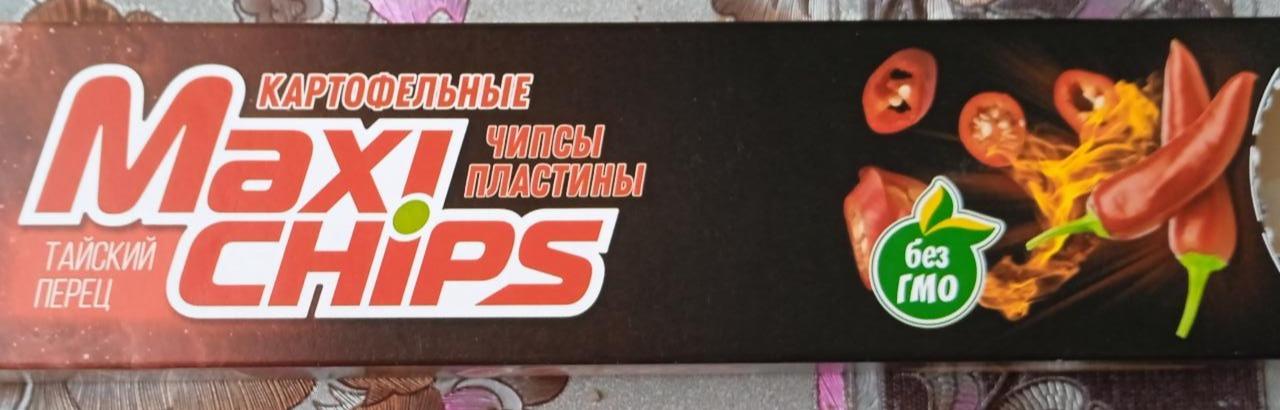 КАРТОФЕЛЬНЫЕ
Maxi
ЧИПСЫ
ПЛАСТИНЫ
CHiPS
ТАЙСКИЙ
ПЕРЕЦ
без
ГМО